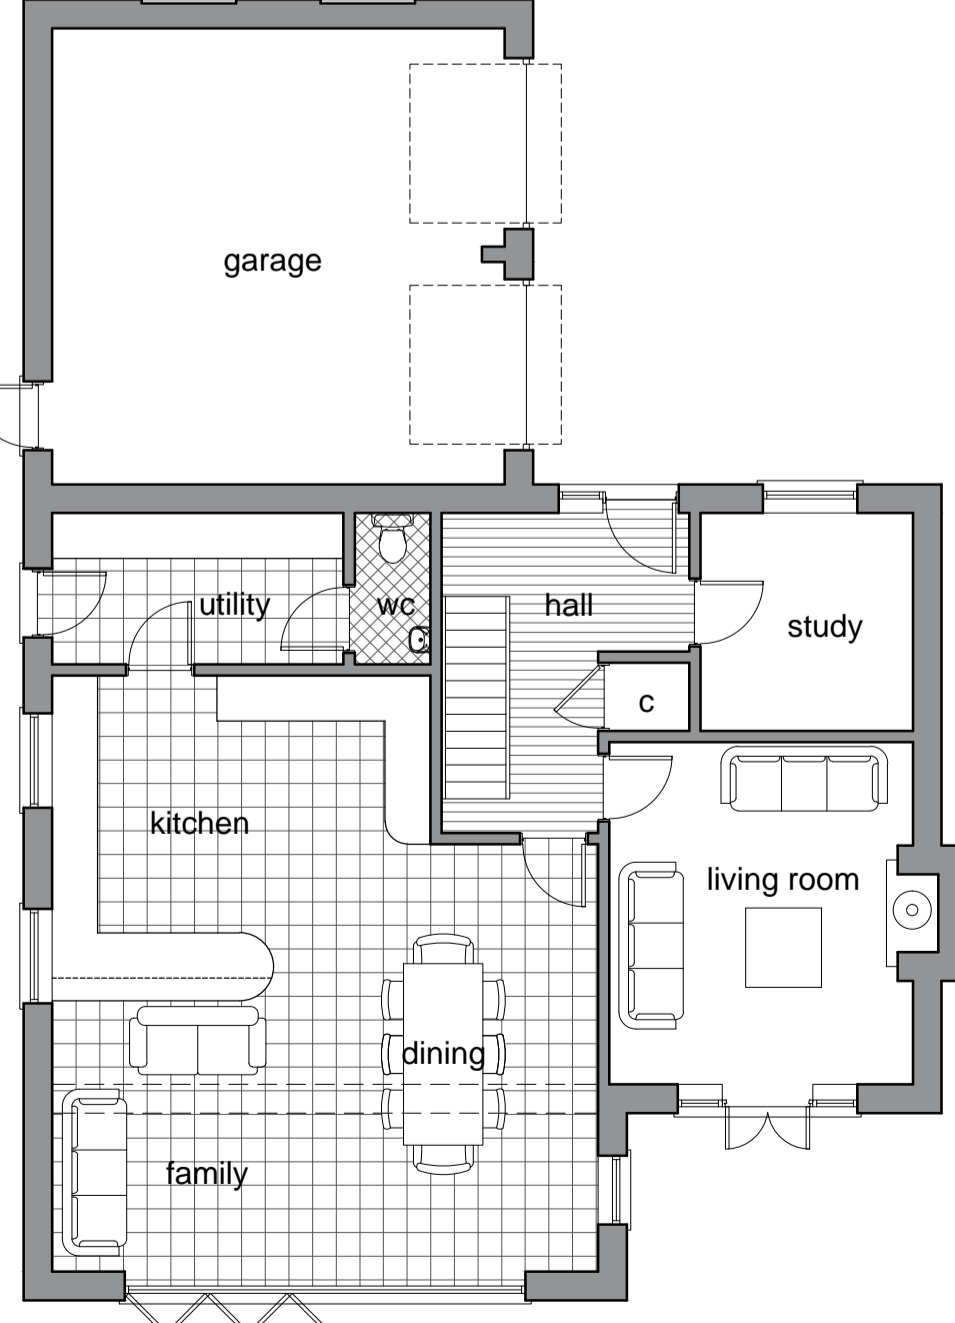 garage
utility
wc
hall
study
c
kitchen
living room
dining
family